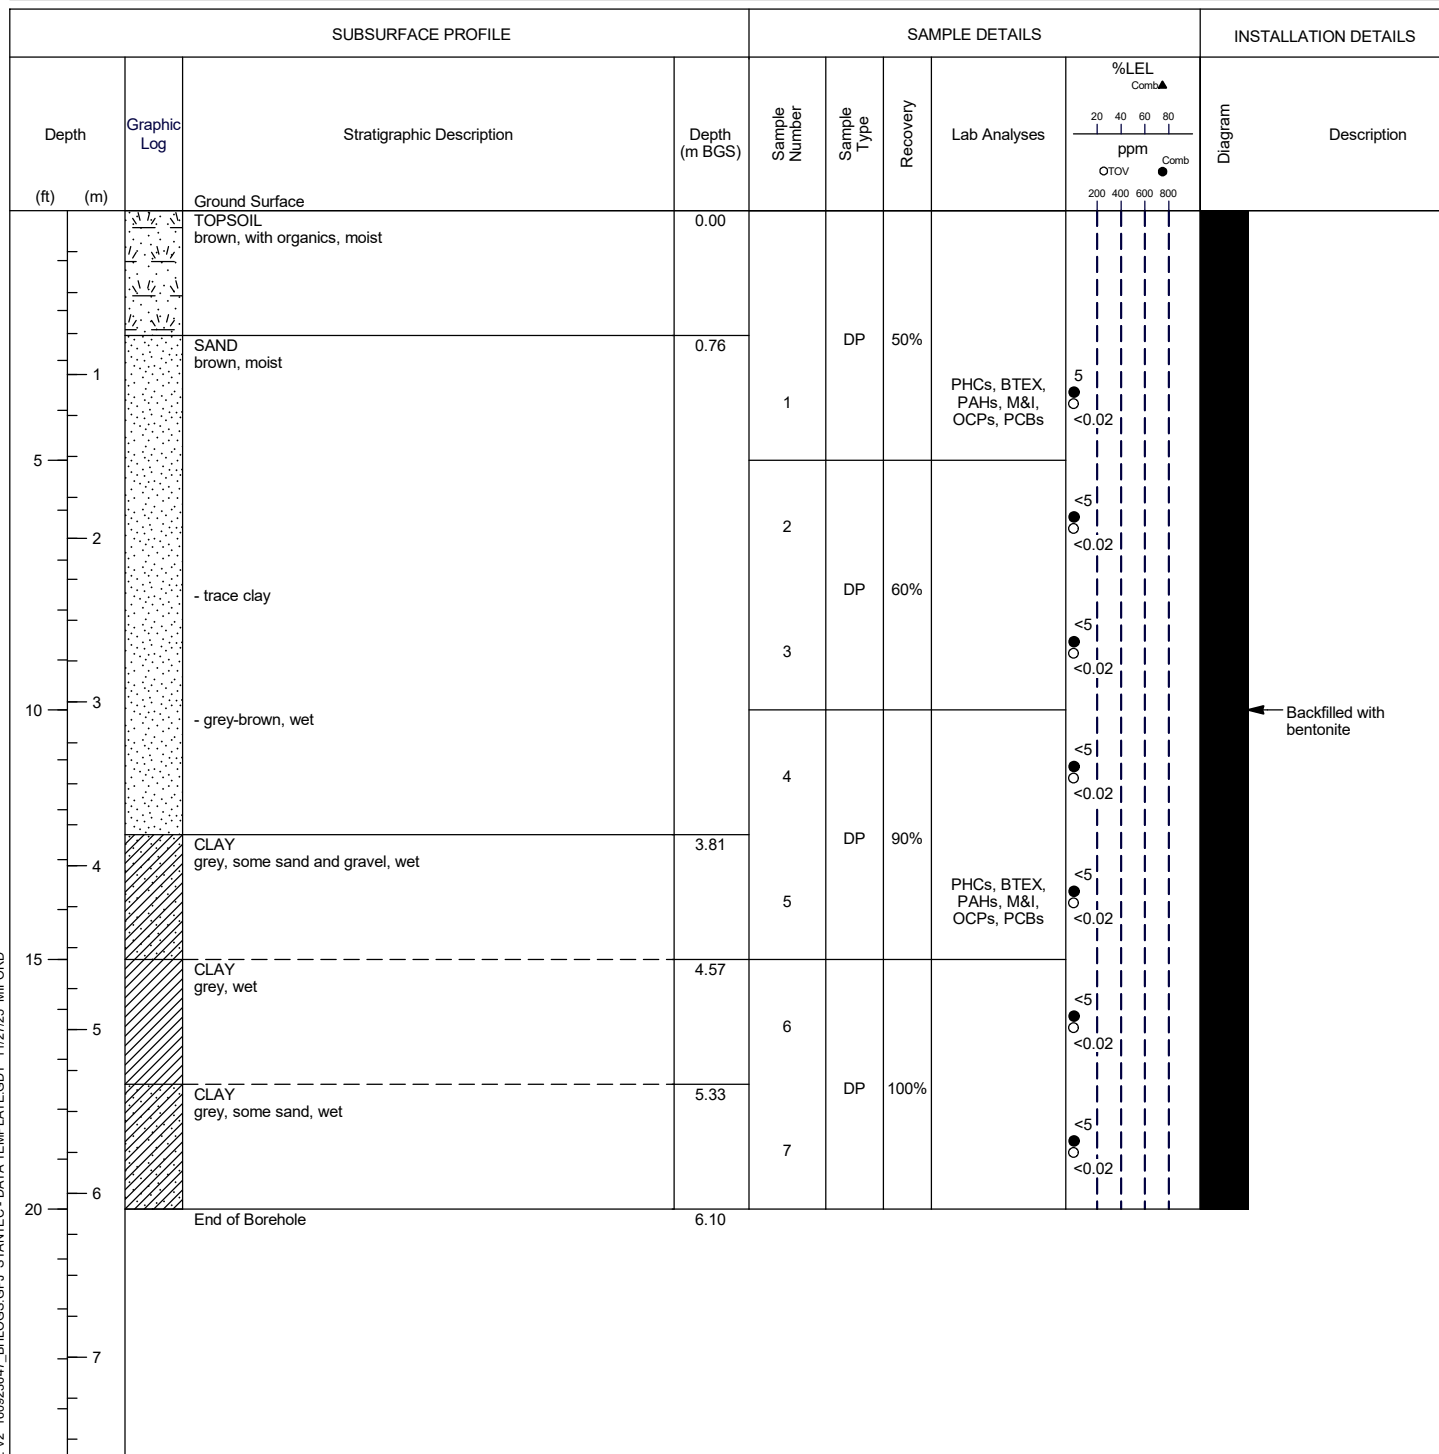 SUBSURFACE PROFILE
SAMPLE DETAILS
INSTALLATION DETAILS
Depth
(ft)
(m)
Graphic
Log
Stratigraphic Description
Ground Surface
Depth
(m BGS)
Sample
Number
Sample
Type
Recovery
Lab Analyses
%LEL
Comb▲
20 40 60 80
ppm
○TOV ● Comb
200 400 600 800
Diagram
Description
TOPSOIL
brown, with organics, moist
0.00
SAND
brown, moist
0.76
DP
50%
1
5
1
PHCs, BTEX,
PAHs, M&I,
OCPs, PCBs
<0.02
5
<5
2
<0.02
2
- trace clay
DP
60%
<5
3
<0.02
3
10
- grey-brown, wet
Backfilled with
bentonite
<5
4
<0.02
CLAY
grey, some sand and gravel, wet
3.81
DP
90%
4
<5
5
PHCs, BTEX,
PAHs, M&I,
OCPs, PCBs
<0.02
15
CLAY
grey, wet
4.57
<5
6
<0.02
5
CLAY
grey, some sand, wet
5.33
DP
100%
<5
7
<0.02
6
20
End of Borehole
6.10
7